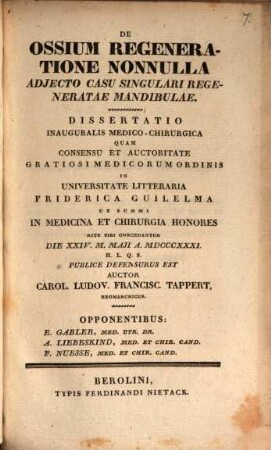 7.
DE
OSSIUM REGENERA-
TIONE NONNULLA
ADJECTO CASU SINGULARI REGE-
NERATAE MANDIBULAE.
DISSERTATIO
INAUGURALIS MEDICO-CHIRURGICA
QUAM
CONSENSU ET AUCTORITATE
GRATIOSI MEDICORUM ORDINIS
IN
UNIVERSITATE LITTERARIA
FRIDERICA GUILELMA
UT SUMMI
IN MEDICINA ET CHIRURGIA HONORES
RITE SIBI CONCEDANTUR
DIE XXIV. M. MAII A. MDCCCXXXI.
H. L. Q. S.
PUBLICE DEFENSURUS EST
AUCTOR
CAROL. LUDOV. FRANCISC. TAPPERT,
NEOMARCHICUS.
OPPONENTIBUS:
E. GABLER, MED. UTR. DR.
A. LIEBESKIND, MED. ET CHIR. CAND.
F. NUESSE, MED. ET CHIR. CAND.
BEROLINI,
TYPIS FERDINANDI NIETACK.